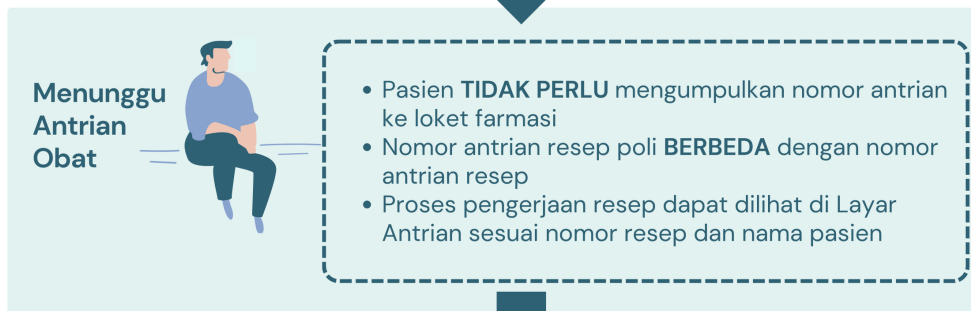 Menunggu
Antrian
Obat
• Pasien TIDAK PERLU mengumpulkan nomor antrian
ke loket farmasi
• Nomor antrian resep poli BERBEDA dengan nomor
antrian resep
• Proses pengerjaan resep dapat dilihat di Layar
Antrian sesuai nomor resep dan nama pasien